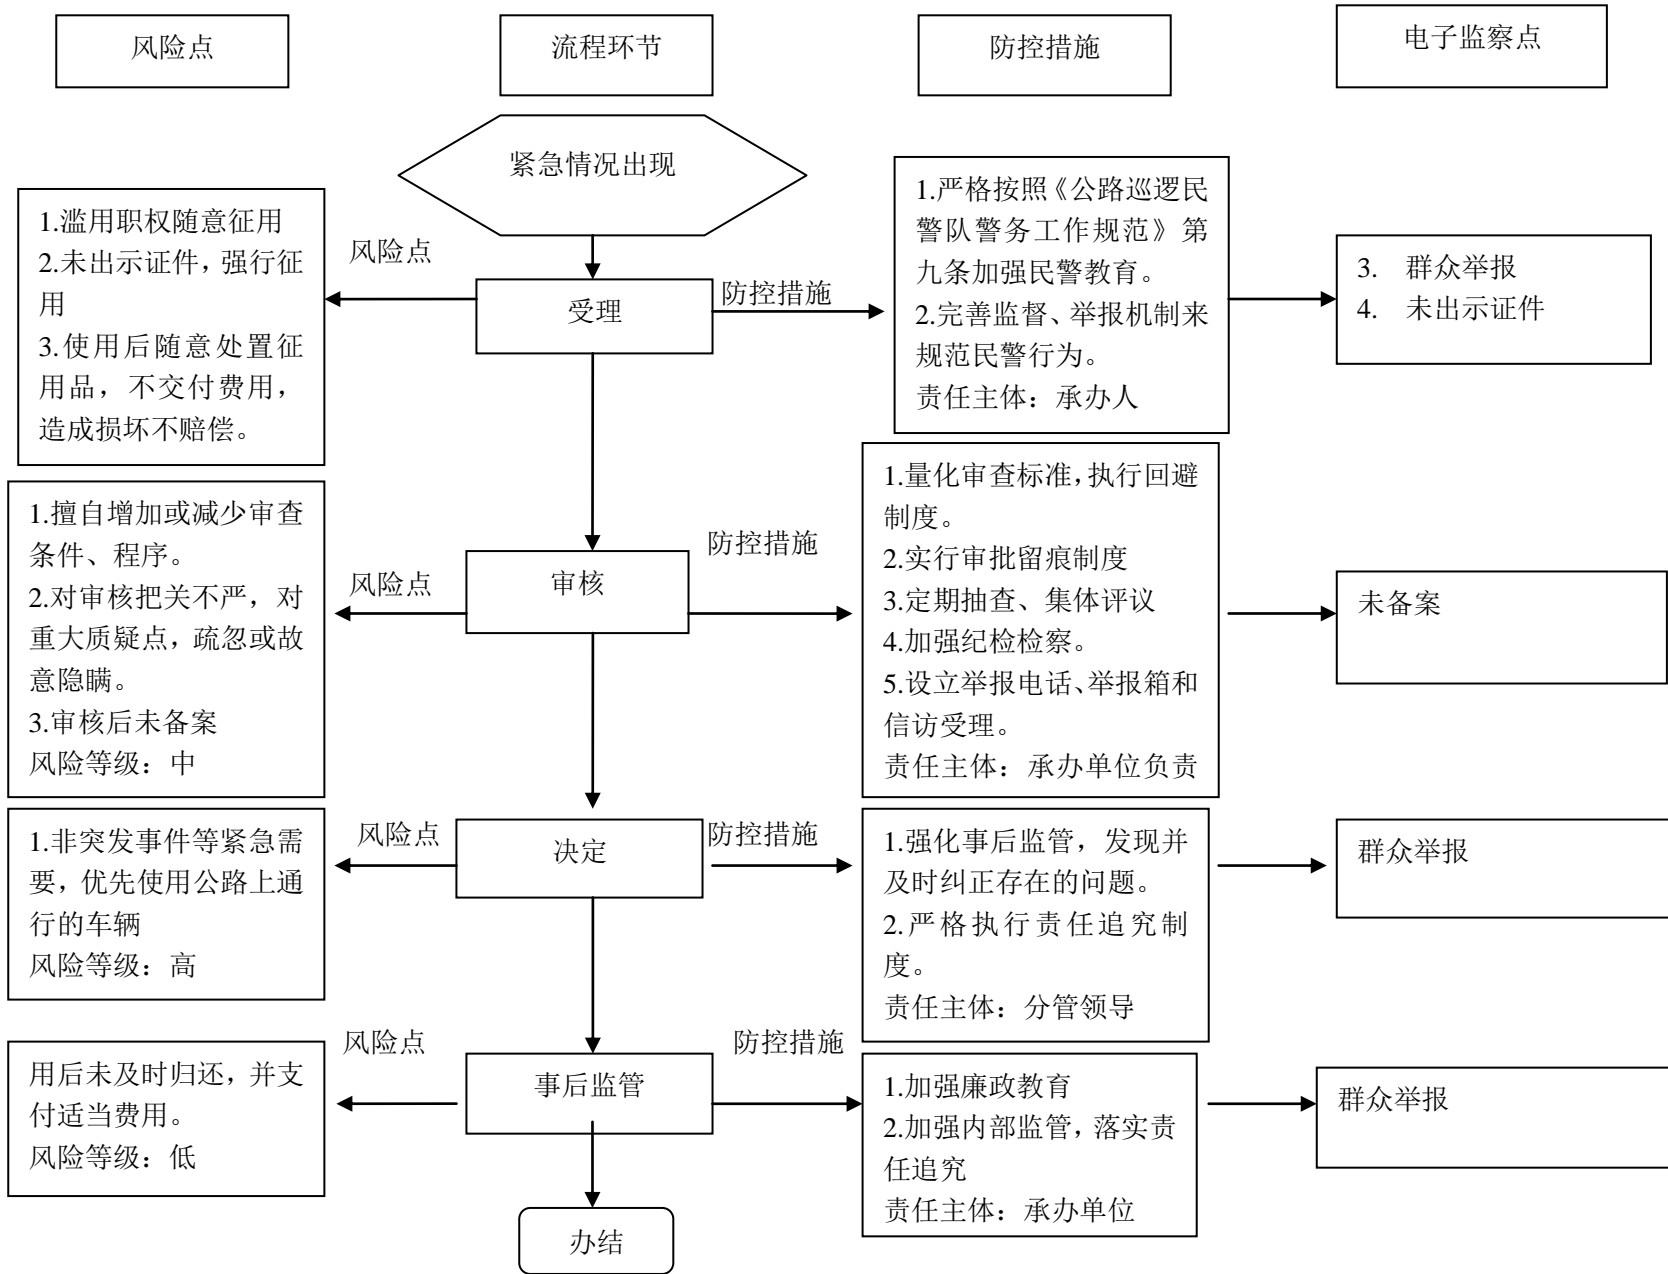 风险点
流程环节
防控措施
电子监察点
紧急情况出现
1.滥用职权随意征用
2.未出示证件，强行征
用
3.使用后随意处置征
用品，不交付费用，
造成损坏不赔偿。
风险点
受理
防控措施
1.严格按照《公路巡逻民
警队警务工作规范》第
九条加强民警教育。
2.完善监督、举报机制来
规范民警行为。
责任主体：承办人
3. 群众举报
4. 未出示证件
1.擅自增加或减少审查
条件、程序。
2.对审核把关不严，对
重大质疑点，疏忽或故
意隐瞒。
3.审核后未备案
风险等级：中
风险点
审核
防控措施
1.量化审查标准，执行回避
制度。
2.实行审批留痕制度
3.定期抽查、集体评议
4.加强纪检检察。
5.设立举报电话、举报箱和
信访受理。
责任主体：承办单位负责
未备案
1.非突发事件等紧急需
要，优先使用公路上通
行的车辆
风险等级：高
风险点
决定
防控措施
1.强化事后监管，发现并
及时纠正存在的问题。
2.严格执行责任追究制
度。
责任主体：分管领导
群众举报
用后未及时归还，并支
付适当费用。
风险等级：低
风险点
事后监管
防控措施
1.加强廉政教育
2.加强内部监管，落实责
任追究
责任主体：承办单位
群众举报
办结